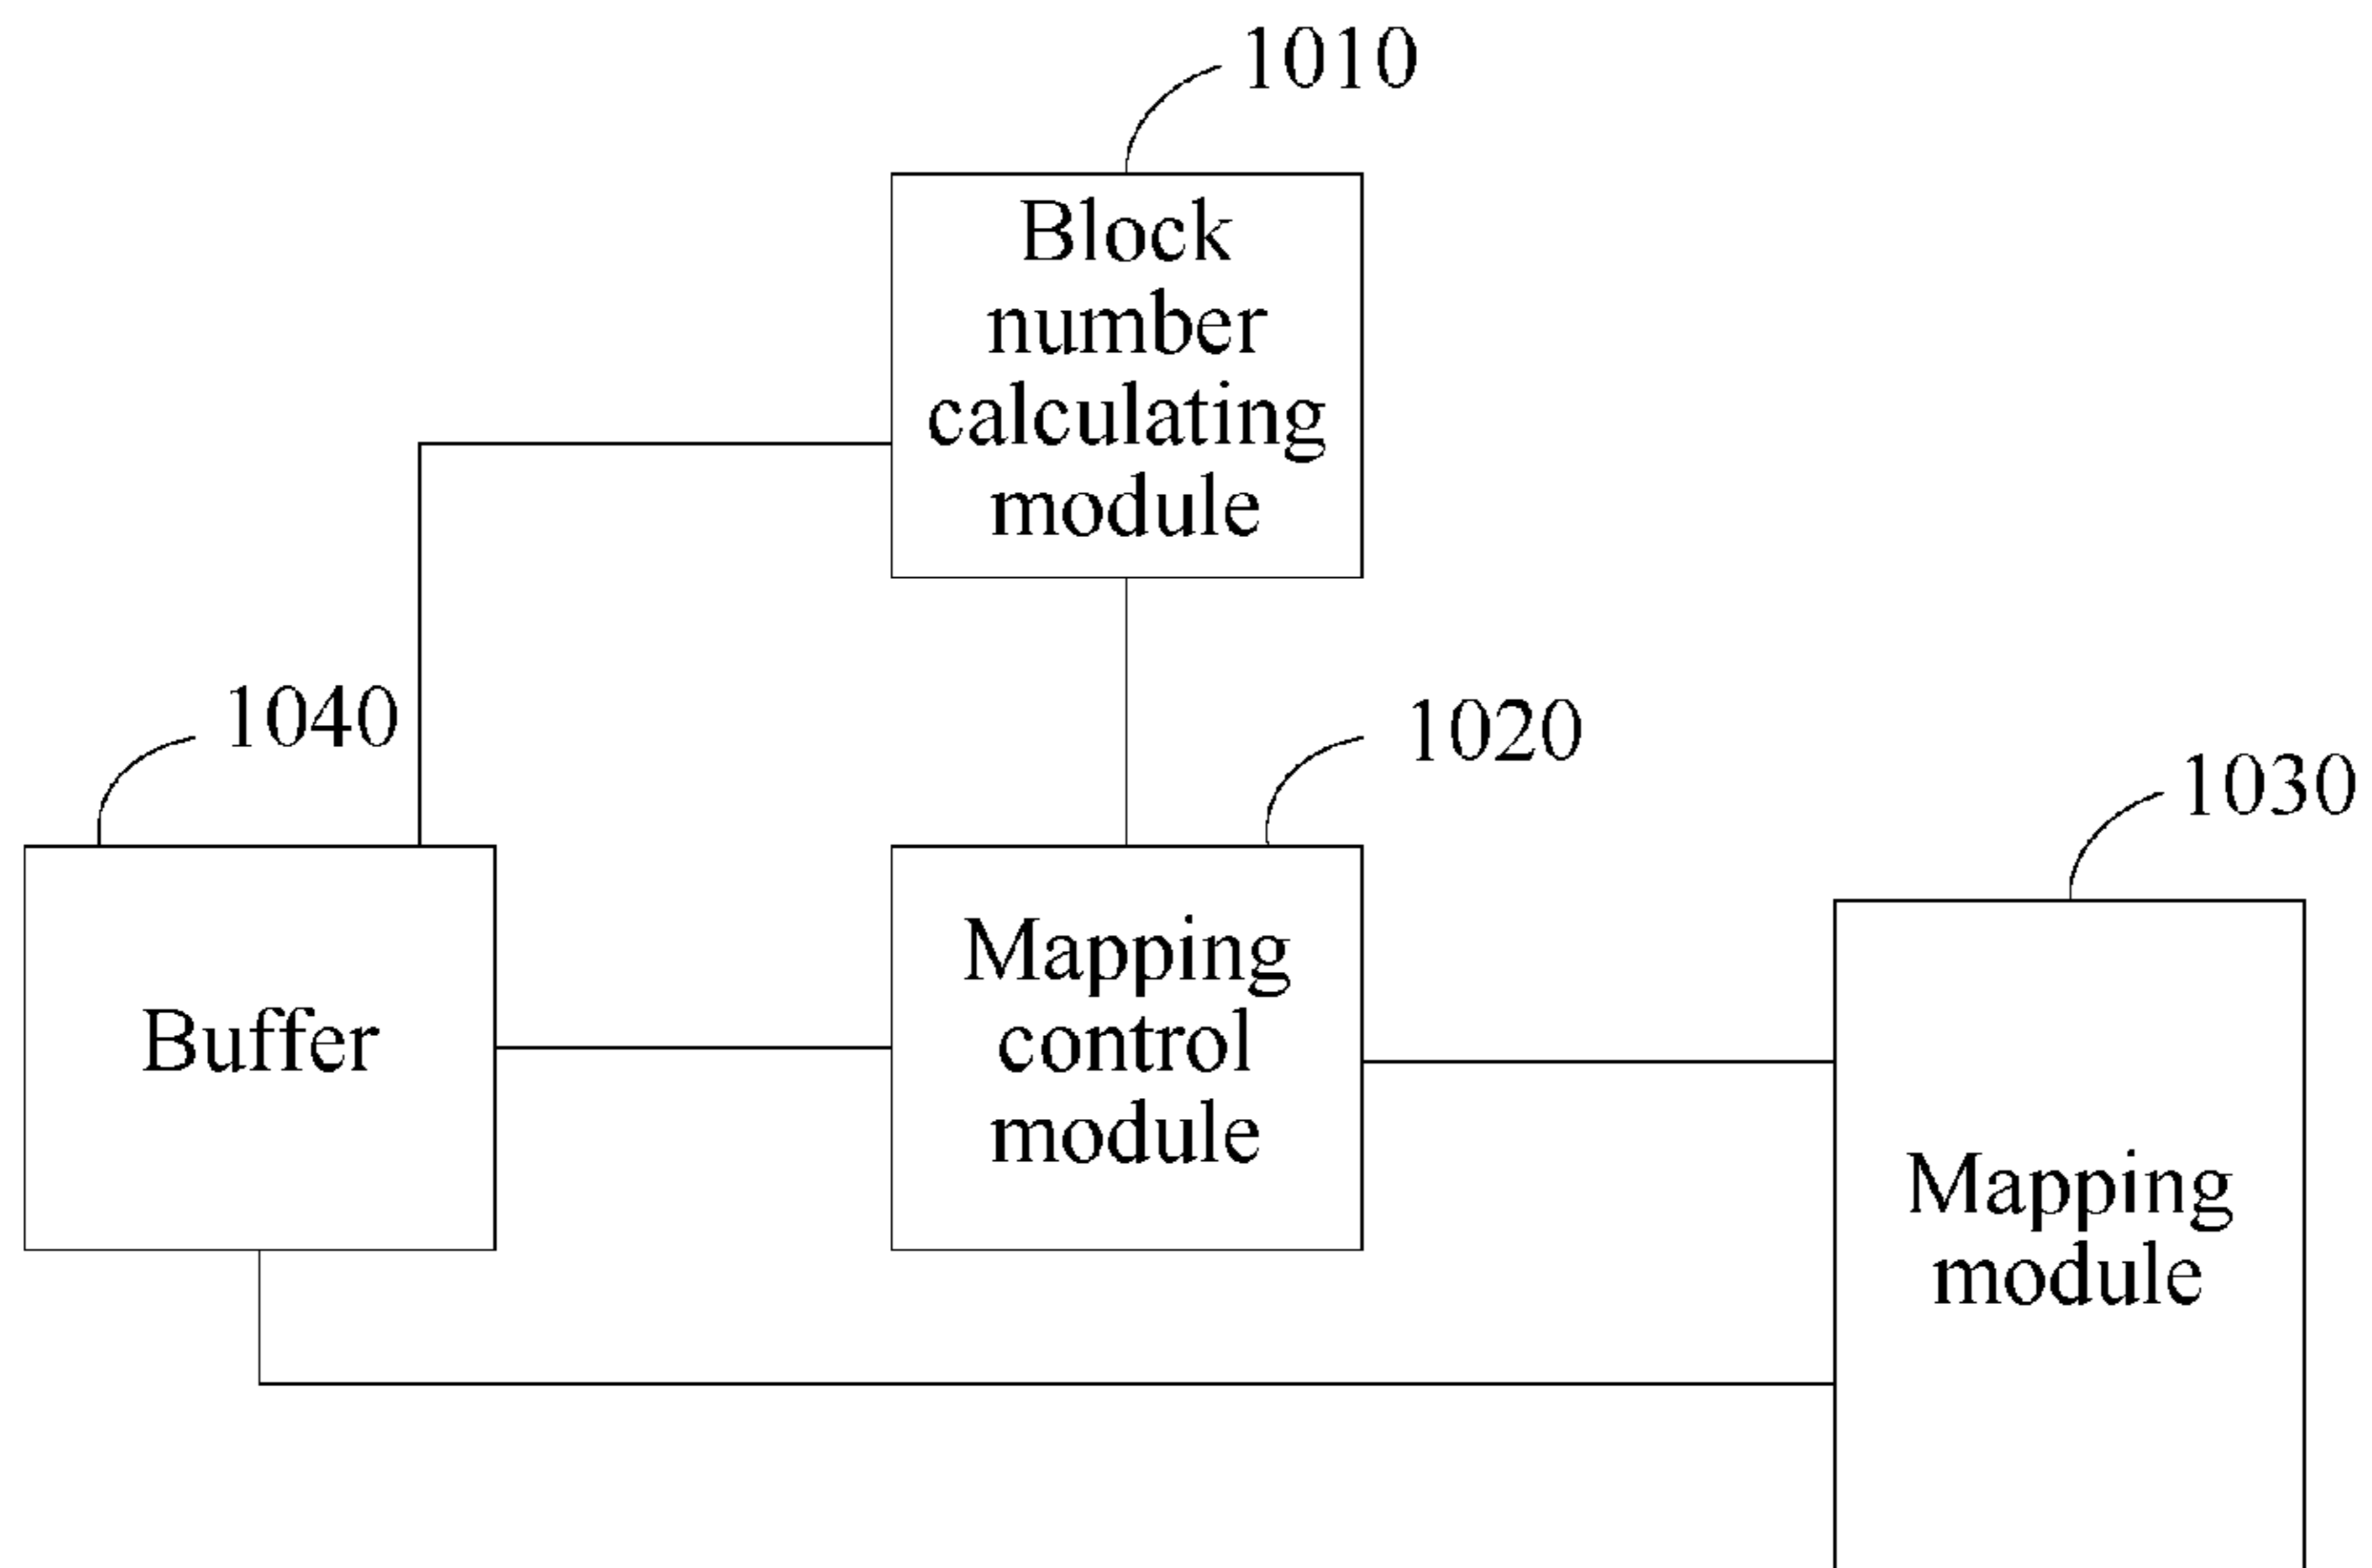 1010
Block
number
calculating
module
1040
1020
1030
Buffer
Mapping
control
module
Mapping
module